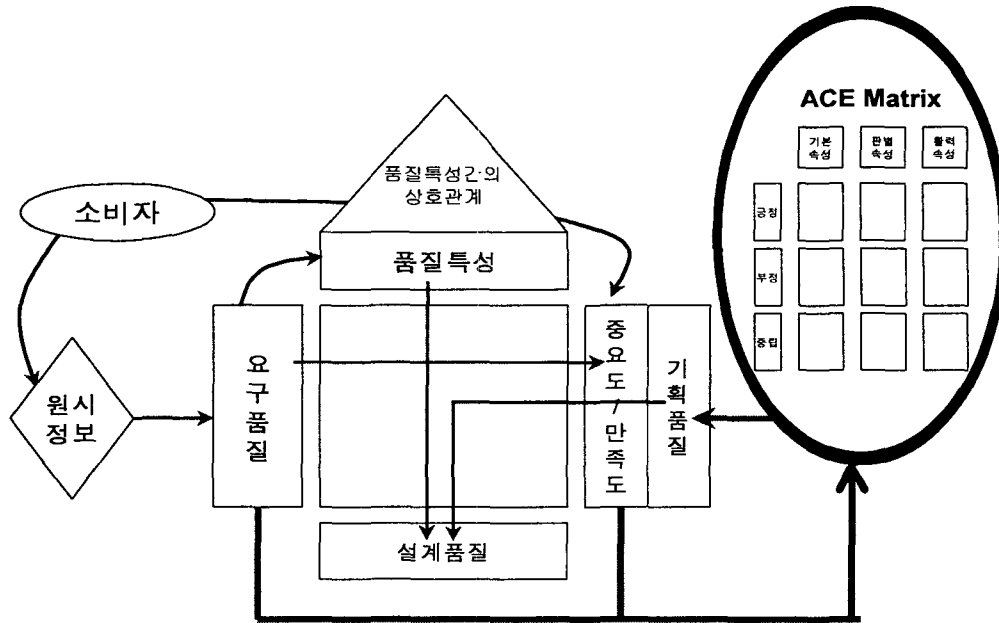 ACE Matrix
기본
속성
판별
속성
활력
속성
긍정
부정
중립
품질특성간의
상호관계
소비자
품질특성
요구품질
중요도/만족도
기획품질
원시
정보
설계품질